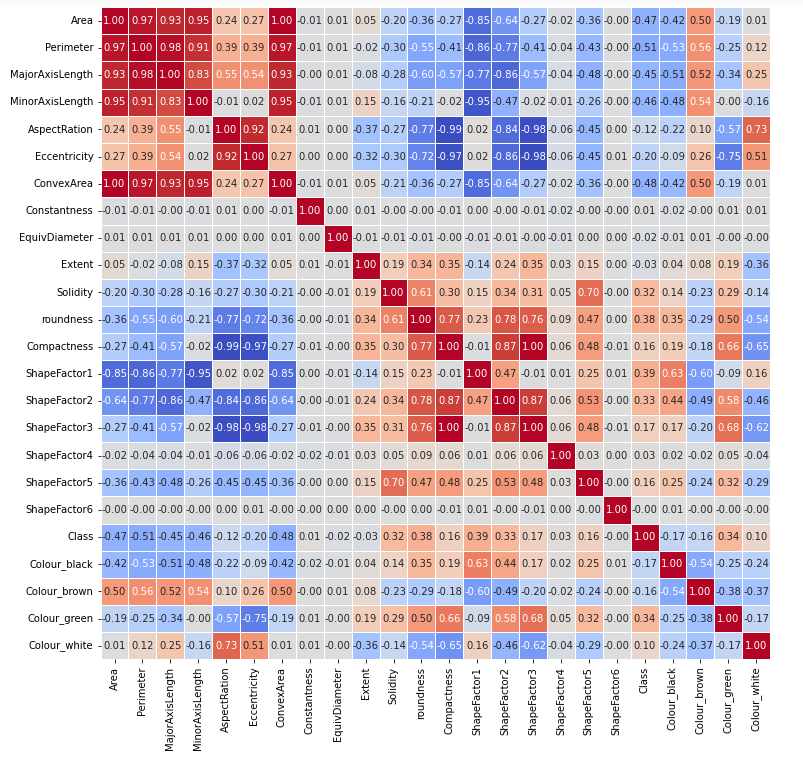 Area 1.00 0.97 0.93 0.95 0.24 0.27 1.00 -0.01 0.01 0.05 -0.20 -0.36 -0.27 -0.85 -0.64 -0.27 -0.02 -0.36 -0.00 -0.47 -0.42 0.50 -0.19 0.01
Perimeter 0.97 1.00 0.98 0.91 0.39 0.39 0.97 -0.01 0.01 -0.02 -0.30 -0.55 -0.41 -0.86 -0.77 -0.41 -0.04 -0.43 -0.00 -0.51 -0.53 0.56 -0.25 0.12
MajorAxisLength 0.93 0.98 1.00 0.83 0.55 0.54 0.93 -0.00 0.01 -0.08 -0.28 -0.60 -0.57 -0.77 -0.86 -0.57 -0.04 -0.48 -0.00 -0.45 -0.51 0.52 -0.34 0.25
MinorAxisLength 0.95 0.91 0.83 1.00 -0.01 0.02 0.95 -0.01 0.01 0.15 -0.16 -0.21 -0.02 -0.95 -0.47 -0.02 -0.01 -0.26 -0.00 -0.46 -0.48 0.54 -0.00 -0.16
AspectRation 0.24 0.39 0.55 -0.01 1.00 0.92 0.24 0.01 0.00 -0.37 -0.27 -0.77 -0.99 0.02 -0.84 -0.98 -0.06 -0.45 0.00 -0.12 -0.22 0.10 -0.57 0.73
Eccentricity 0.27 0.39 0.54 0.02 0.92 1.00 0.27 0.00 0.00 -0.32 -0.30 -0.72 -0.97 0.02 -0.86 -0.98 -0.06 -0.45 0.01 -0.20 -0.09 0.26 -0.75 0.51
ConvexArea 1.00 0.97 0.93 0.95 0.24 0.27 1.00 -0.01 0.01 0.05 -0.21 -0.36 -0.27 -0.85 -0.64 -0.27 -0.02 -0.36 0.00 -0.48 -0.42 0.50 -0.19 0.01
Constantness -0.01 -0.01 -0.00 -0.01 0.01 0.00 -0.01 1.00 0.00 0.01 -0.00 -0.00 -0.01 0.00 -0.00 -0.01 -0.02 -0.00 -0.00 0.01 -0.02 -0.00 0.01 0.01
EquivDiameter 0.01 0.01 0.01 0.01 0.00 0.00 0.01 0.00 1.00 -0.01 -0.01 -0.01 -0.00 -0.01 -0.01 -0.00 -0.01 -0.01 0.00 -0.02 -0.01 0.01 -0.00 -0.00
Extent 0.05 -0.02 -0.08 0.15 -0.37 -0.32 0.05 0.01 -0.01 1.00 0.19 0.34 0.35 -0.14 0.24 0.35 0.03 0.15 0.00 -0.03 0.04 0.08 0.19 -0.36
Solidity -0.20 -0.30 -0.28 -0.16 -0.27 -0.30 -0.21 -0.00 -0.01 0.19 1.00 0.61 0.30 0.15 0.34 0.31 0.05 0.70 -0.00 0.32 0.14 -0.23 0.29 -0.14
roundness -0.36 -0.55 -0.60 -0.21 -0.77 -0.72 -0.36 -0.00 -0.01 0.34 0.61 1.00 0.77 0.23 0.78 0.76 0.09 0.47 -0.00 0.38 0.35 -0.29 0.50 -0.54
Compactness -0.27 -0.41 -0.57 -0.02 -0.99 -0.97 -0.27 -0.01 -0.00 0.35 0.30 0.77 1.00 -0.01 0.87 1.00 0.06 0.48 -0.01 0.16 0.19 -0.18 0.66 -0.65
ShapeFactor1 -0.85 -0.86 -0.77 -0.95 0.02 0.02 -0.85 0.00 -0.01 -0.14 0.15 0.23 -0.01 1.00 0.47 -0.01 0.01 0.25 0.01 0.39 0.63 -0.60 -0.09 0.16
ShapeFactor2 -0.64 -0.77 -0.86 -0.47 -0.84 -0.86 -0.64 -0.00 -0.01 0.24 0.34 0.78 0.87 0.47 1.00 0.87 0.06 0.53 -0.00 0.33 0.44 -0.49 0.58 -0.46
ShapeFactor3 -0.27 -0.41 -0.57 -0.02 -0.98 -0.98 -0.27 -0.01 -0.00 0.35 0.31 0.76 1.00 -0.01 0.87 1.00 0.06 0.48 -0.01 0.17 0.17 -0.20 0.68 -0.62
ShapeFactor4 -0.02 -0.04 -0.04 -0.01 -0.06 -0.06 -0.02 -0.02 -0.01 0.03 0.05 0.09 0.06 0.01 0.06 0.06 1.00 0.03 -0.00 0.03 0.02 -0.02 0.05 -0.04
ShapeFactor5 -0.36 -0.43 -0.48 -0.26 -0.45 -0.45 -0.36 -0.00 -0.01 0.15 0.70 0.47 0.48 0.25 0.53 0.48 0.03 1.00 -0.00 0.16 0.25 -0.24 0.32 -0.29
ShapeFactor6 -0.00 -0.00 -0.00 -0.00 0.00 0.01 0.00 -0.00 0.00 0.00 -0.00 -0.00 -0.01 0.01 -0.00 -0.01 -0.00 -0.00 1.00 -0.00 0.01 -0.00 -0.00 -0.00
Class -0.47 -0.51 -0.45 -0.46 -0.12 -0.20 -0.48 0.01 -0.02 -0.03 0.32 0.38 0.16 0.39 0.33 0.17 0.03 0.16 -0.00 1.00 -0.17 -0.16 0.34 0.10
Colour_black -0.42 -0.53 -0.51 -0.48 -0.22 -0.09 -0.42 -0.02 -0.01 0.04 0.14 0.35 0.19 0.63 0.44 0.17 0.02 0.25 0.01 -0.17 1.00 -0.54 -0.25 -0.24
Colour_brown 0.50 0.56 0.52 0.54 0.10 0.26 0.50 -0.00 0.01 0.08 -0.23 -0.29 -0.18 -0.60 -0.49 -0.20 -0.02 -0.24 -0.00 -0.16 -0.54 1.00 -0.38 -0.37
Colour_green -0.19 -0.25 -0.34 -0.00 -0.57 -0.75 -0.19 0.01 -0.00 0.19 0.29 0.50 0.66 -0.09 0.58 0.68 0.05 0.32 -0.00 0.34 -0.25 -0.38 1.00 -0.17
Colour_white 0.01 0.12 0.25 -0.16 0.73 0.51 0.01 0.01 -0.00 -0.36 -0.14 -0.54 -0.65 0.16 -0.46 -0.62 -0.04 -0.29 -0.00 0.10 -0.24 -0.37 -0.17 1.00
Area
Perimeter
MajorAxisLength
MinorAxisLength
AspectRation
Eccentricity
ConvexArea
Constantness
EquivDiameter
Extent
Solidity
roundness
Compactness
ShapeFactor1
ShapeFactor2
ShapeFactor3
ShapeFactor4
ShapeFactor5
ShapeFactor6
Class
Colour_black
Colour_brown
Colour_green
Colour_white